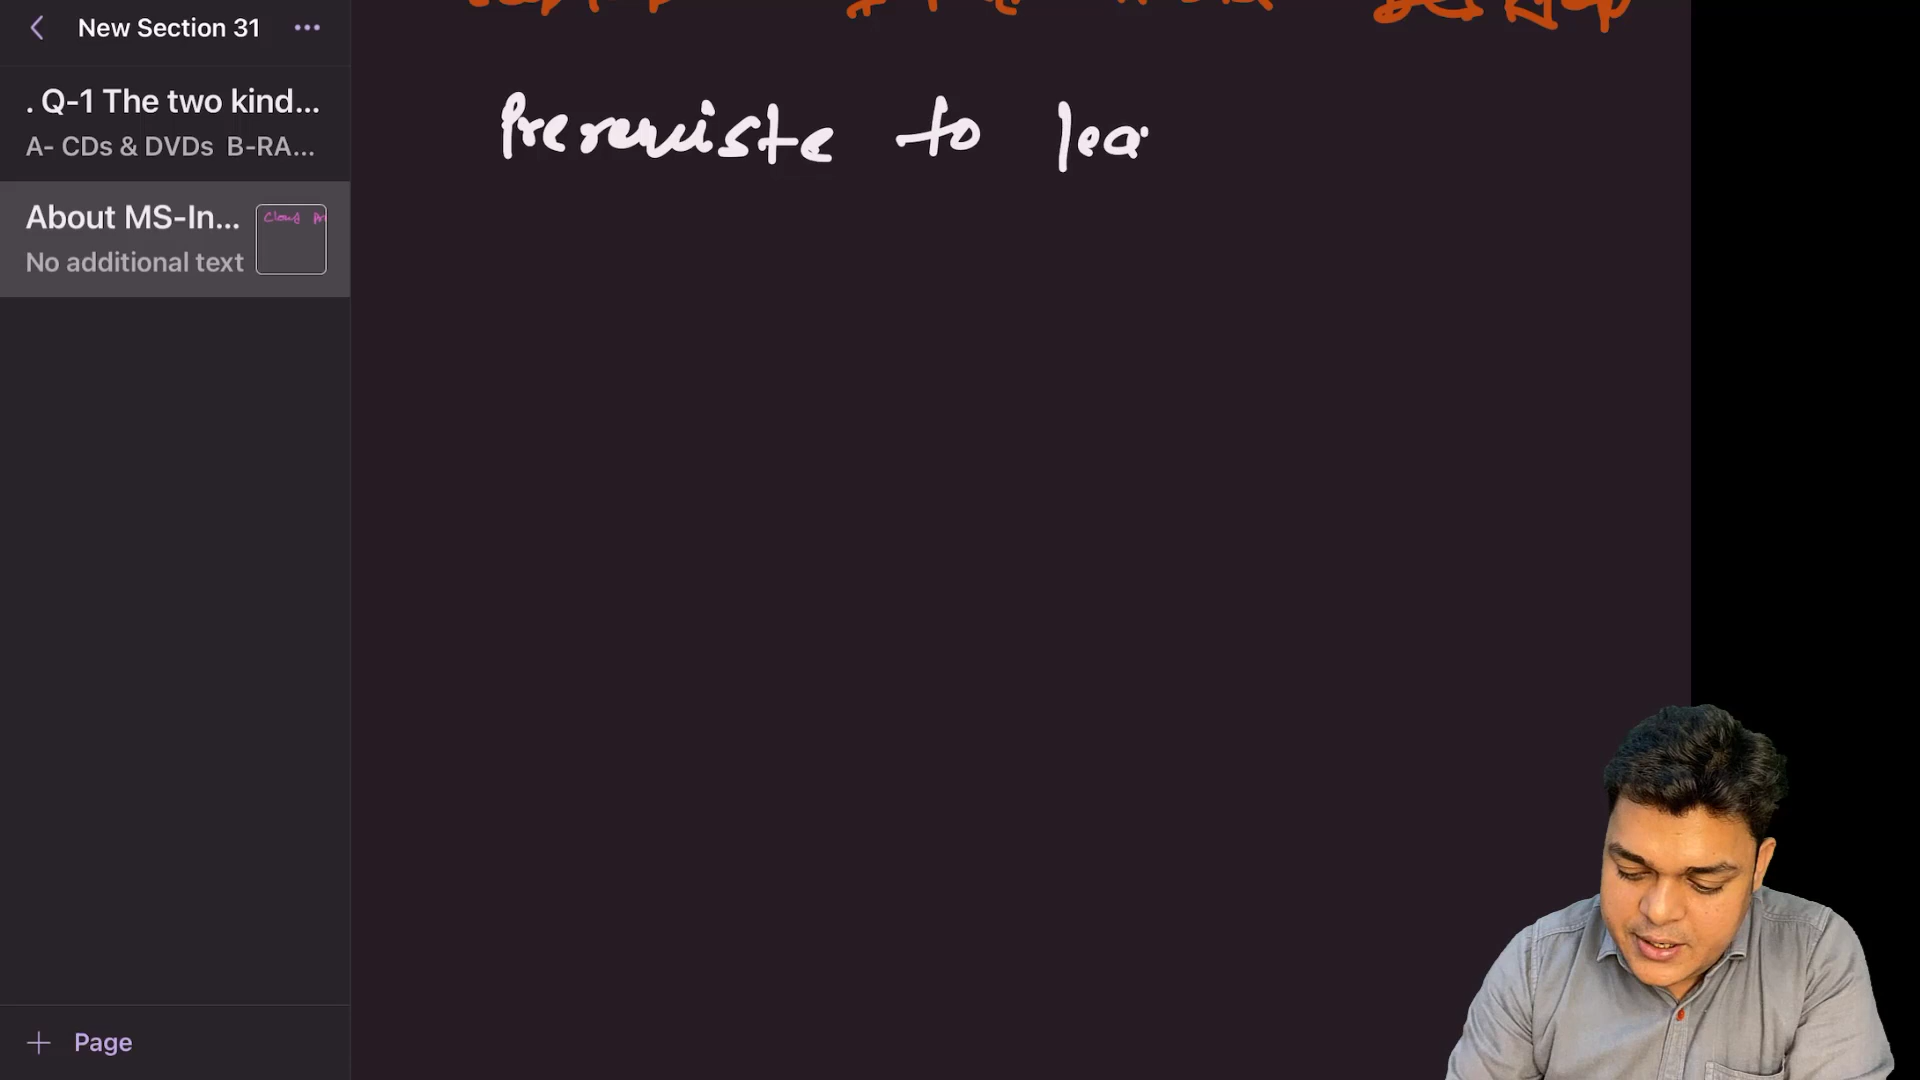 New Section 31 ...
. Q-1 The two kind...
A- CDs & DVDs B-RA...
About MS-In...
No additional text
Prerequiste to lea
+ Page